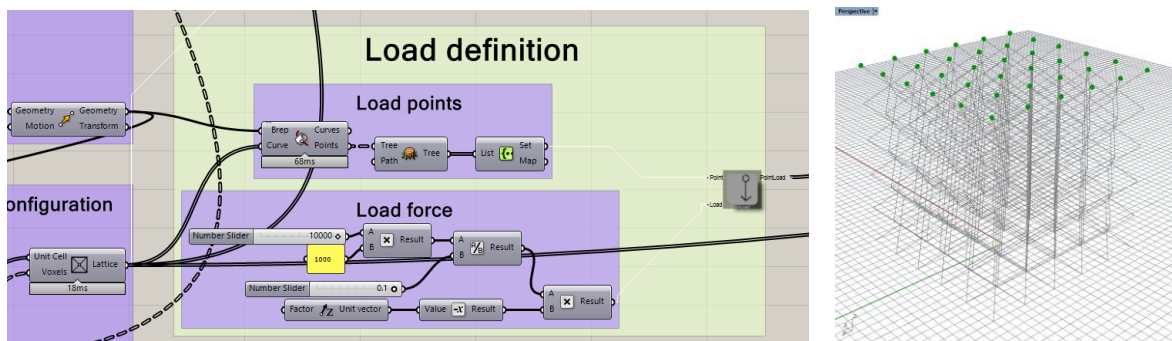 Load definition
Load points
Geometry Geometry
Motion Transform
Brep Curves
Curve Points
68ms
Tree Tree
Path
List Set
Map
Point PointLoad
Load
onfiguration
Load force
Number Slider 10000
A Result
B
1000
A Result
B
Unit Cell Lattice
Voxels
18ms
Number Slider 0.1
Factor Unit vector
Value -x Result
A Result
B
Perspective